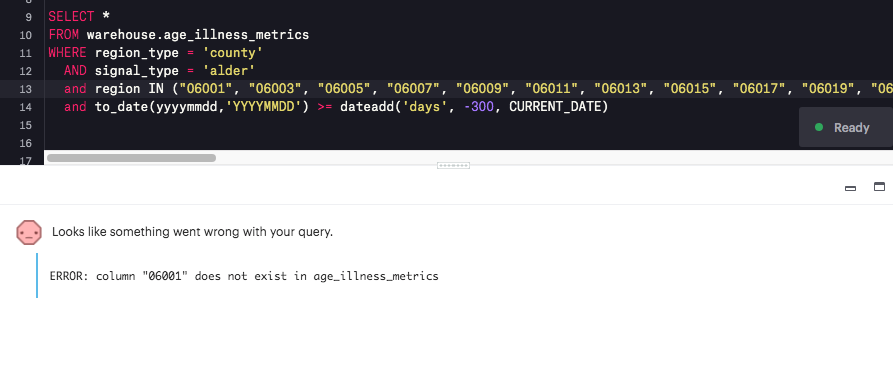 9 SELECT *
10 FROM warehouse.age_illness_metrics
11 WHERE region_type = 'county'
12 AND signal_type = 'alder'
13 and region IN ("06001", "06003", "06005", "06007", "06009", "06011", "06013", "06015", "06017", "06019", "06
14 and to_date(yyyymmdd,'YYYYMMDD') >= dateadd('days', -300, CURRENT_DATE)
15
Ready
16
17
Looks like something went wrong with your query.
ERROR: column "06001" does not exist in age_illness_metrics